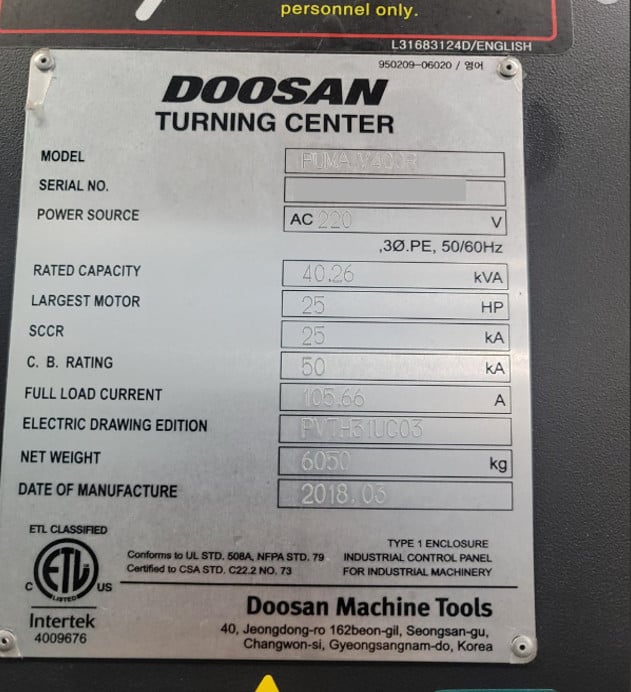 personnel only.
L31683124D/ENGLISH
950209-06020 / 영어
DOOSAN
TURNING CENTER
MODEL PUMA V400R
SERIAL NO.
POWER SOURCE AC 220 V
,3Ø.PE, 50/60Hz
RATED CAPACITY 40.26 kVA
LARGEST MOTOR 25 HP
SCCR 25 kA
C. B. RATING 50 kA
FULL LOAD CURRENT 105.66 A
ELECTRIC DRAWING EDITION PVTH31UC03
NET WEIGHT 6050 kg
DATE OF MANUFACTURE 2018.03
ETL CLASSIFIED
C ETL US
LISTED
Intertek
4009676
Conforms to UL STD. 508A, NFPA STD. 79
Certified to CSA STD. C22.2 NO. 73
TYPE 1 ENCLOSURE
INDUSTRIAL CONTROL PANEL
FOR INDUSTRIAL MACHINERY
Doosan Machine Tools
40, Jeongdong-ro 162beon-gil, Seongsan-gu,
Changwon-si, Gyeongsangnam-do, Korea